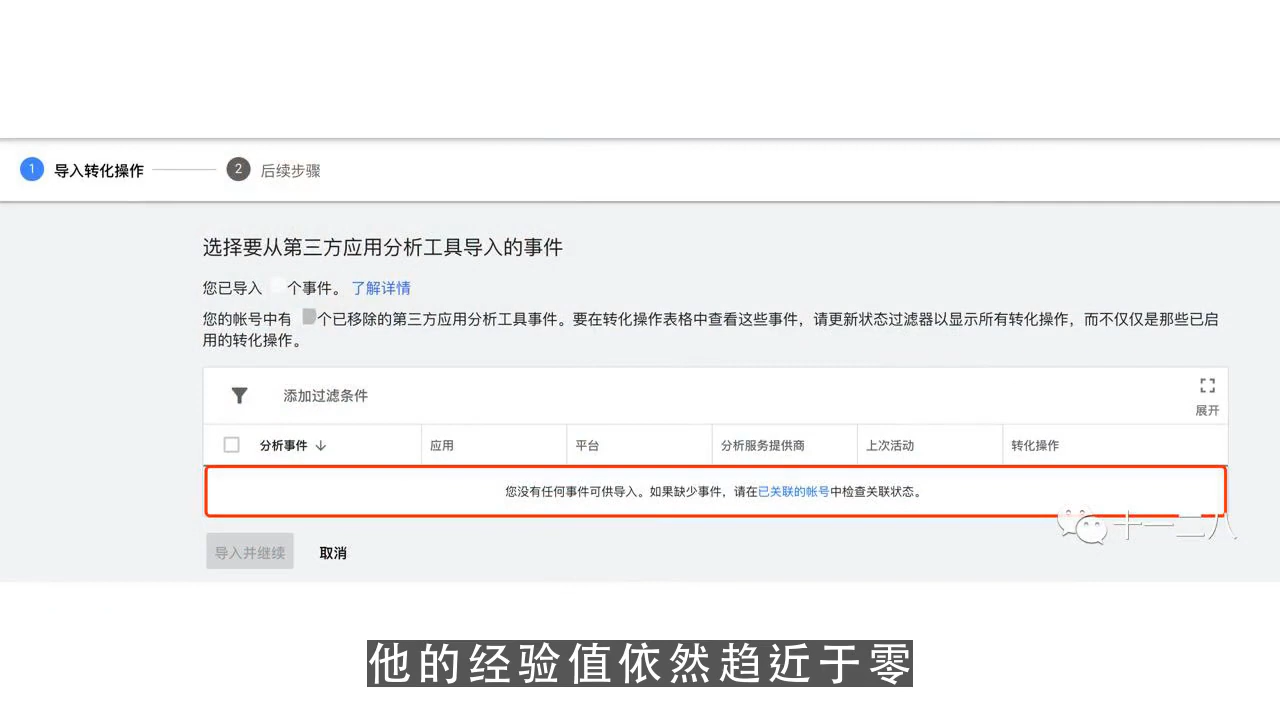 1 导入转化操作 2 后续步骤
选择要从第三方应用分析工具导入的事件
您已导入 个事件。了解详情
您的帐号中有 个已移除的第三方应用分析工具事件。要在转化操作表格中查看这些事件，请更新状态过滤器以显示所有转化操作，而不仅仅是那些已启
用的转化操作。
添加过滤条件
展开
分析事件 ↓ 应用 平台 分析服务提供商 上次活动 转化操作
您没有任何事件可供导入。如果缺少事件，请在已关联的帐号中检查关联状态。
十一二八
导入并继续 取消
他的经验值依然趋近于零